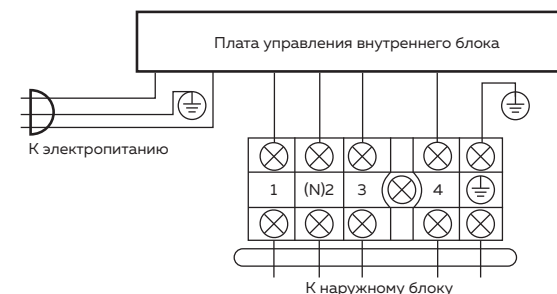 Плата управления внутреннего блока
К электропитанию
1 (N)2 3 4
К наружному блоку